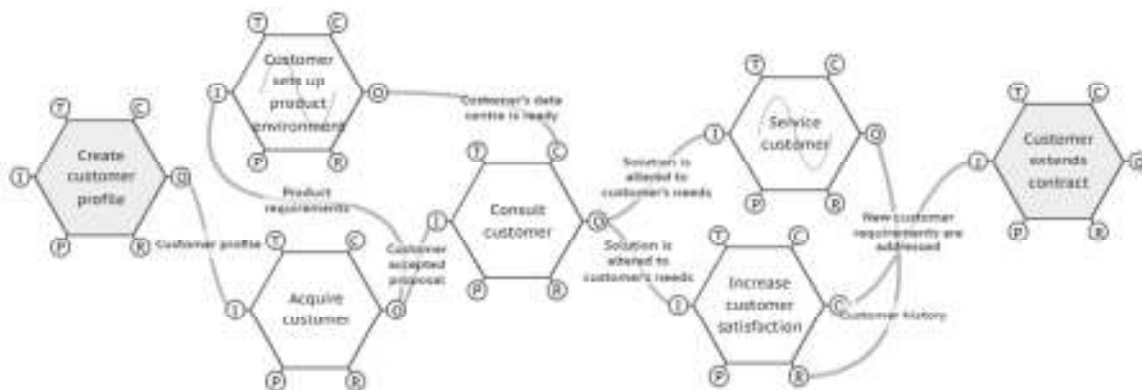 T
C
I
O
P
R
Create
customer
profile
Customer profile
T
C
I
O
P
R
Customer
sets up
product
environment
Customer's data
centre is ready
Product
requirements
T
C
I
O
P
R
Acquire
customer
Customer
accepted
proposal
T
C
I
O
P
R
Consult
customer
Solution is
altered to
customer's needs
Solution is
altered to
customer's needs
T
C
I
O
P
R
Service
customer
T
C
I
O
P
R
Increase
customer
satisfaction
New customer
requirements are
addressed
Customer history
T
C
I
O
P
R
Customer
extends
contract